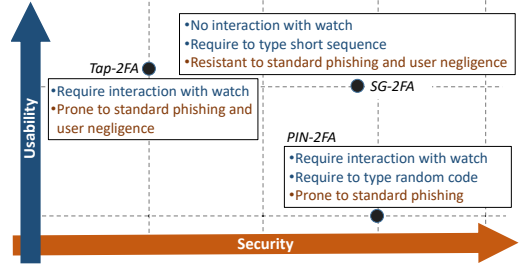 •No interaction with watch
•Require to type short sequence
•Resistant to standard phishing and user negligence
Tap-2FA
SG-2FA
•Require interaction with watch
•Prone to standard phishing and
user negligence
PIN-2FA
•Require interaction with watch
•Require to type random code
•Prone to standard phishing
Usability
Security